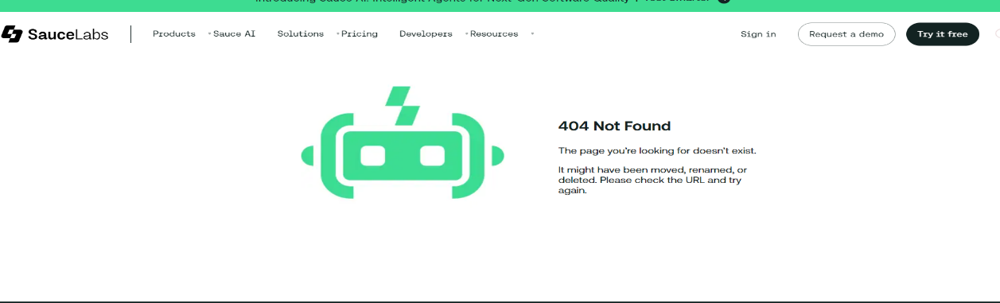 Introducing Sauce AI: Intelligent Agents for Next-Gen Software Quality |
SauceLabs
Products Sauce AI Solutions Pricing Developers Resources
Sign in Request a demo Try it free
404 Not Found
The page you're looking for doesn't exist.
It might have been moved, renamed, or
deleted. Please check the URL and try
again.